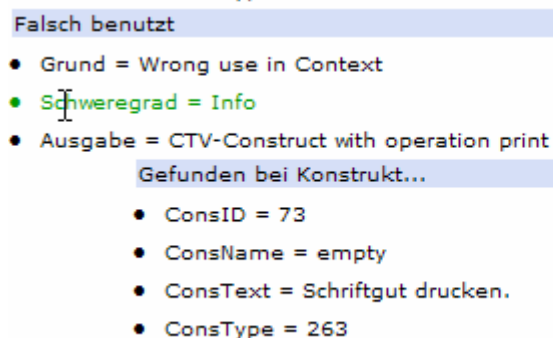 Falsch benutzt
Grund = Wrong use in Context
Schweregrad = Info
Ausgabe = CTV-Construct with operation print
Gefunden bei Konstrukt...
ConsID = 73
ConsName = empty
ConsText = Schriftgut drucken.
ConsType = 263